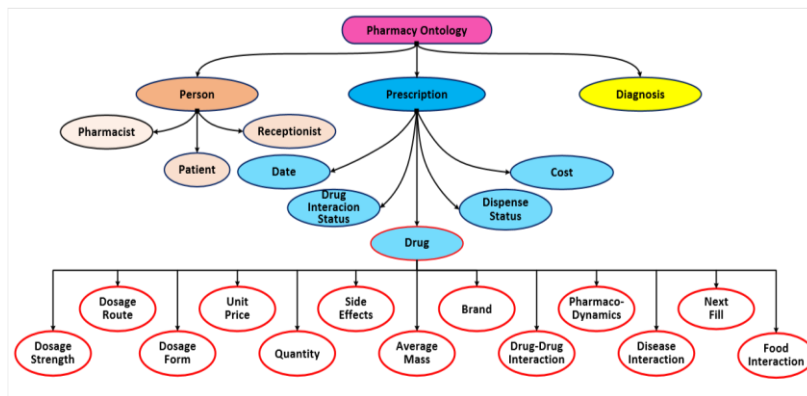 Pharmacy Ontology
Person
Prescription
Diagnosis
Pharmacist
Receptionist
Patient
Date
Cost
Drug
Interacion
Status
Dispense
Status
Drug
Dosage
Route
Unit
Price
Side
Effects
Brand
Pharmaco-
Dynamics
Next
Fill
Dosage
Strength
Dosage
Form
Quantity
Average
Mass
Drug-Drug
Interaction
Disease
Interaction
Food
Interaction